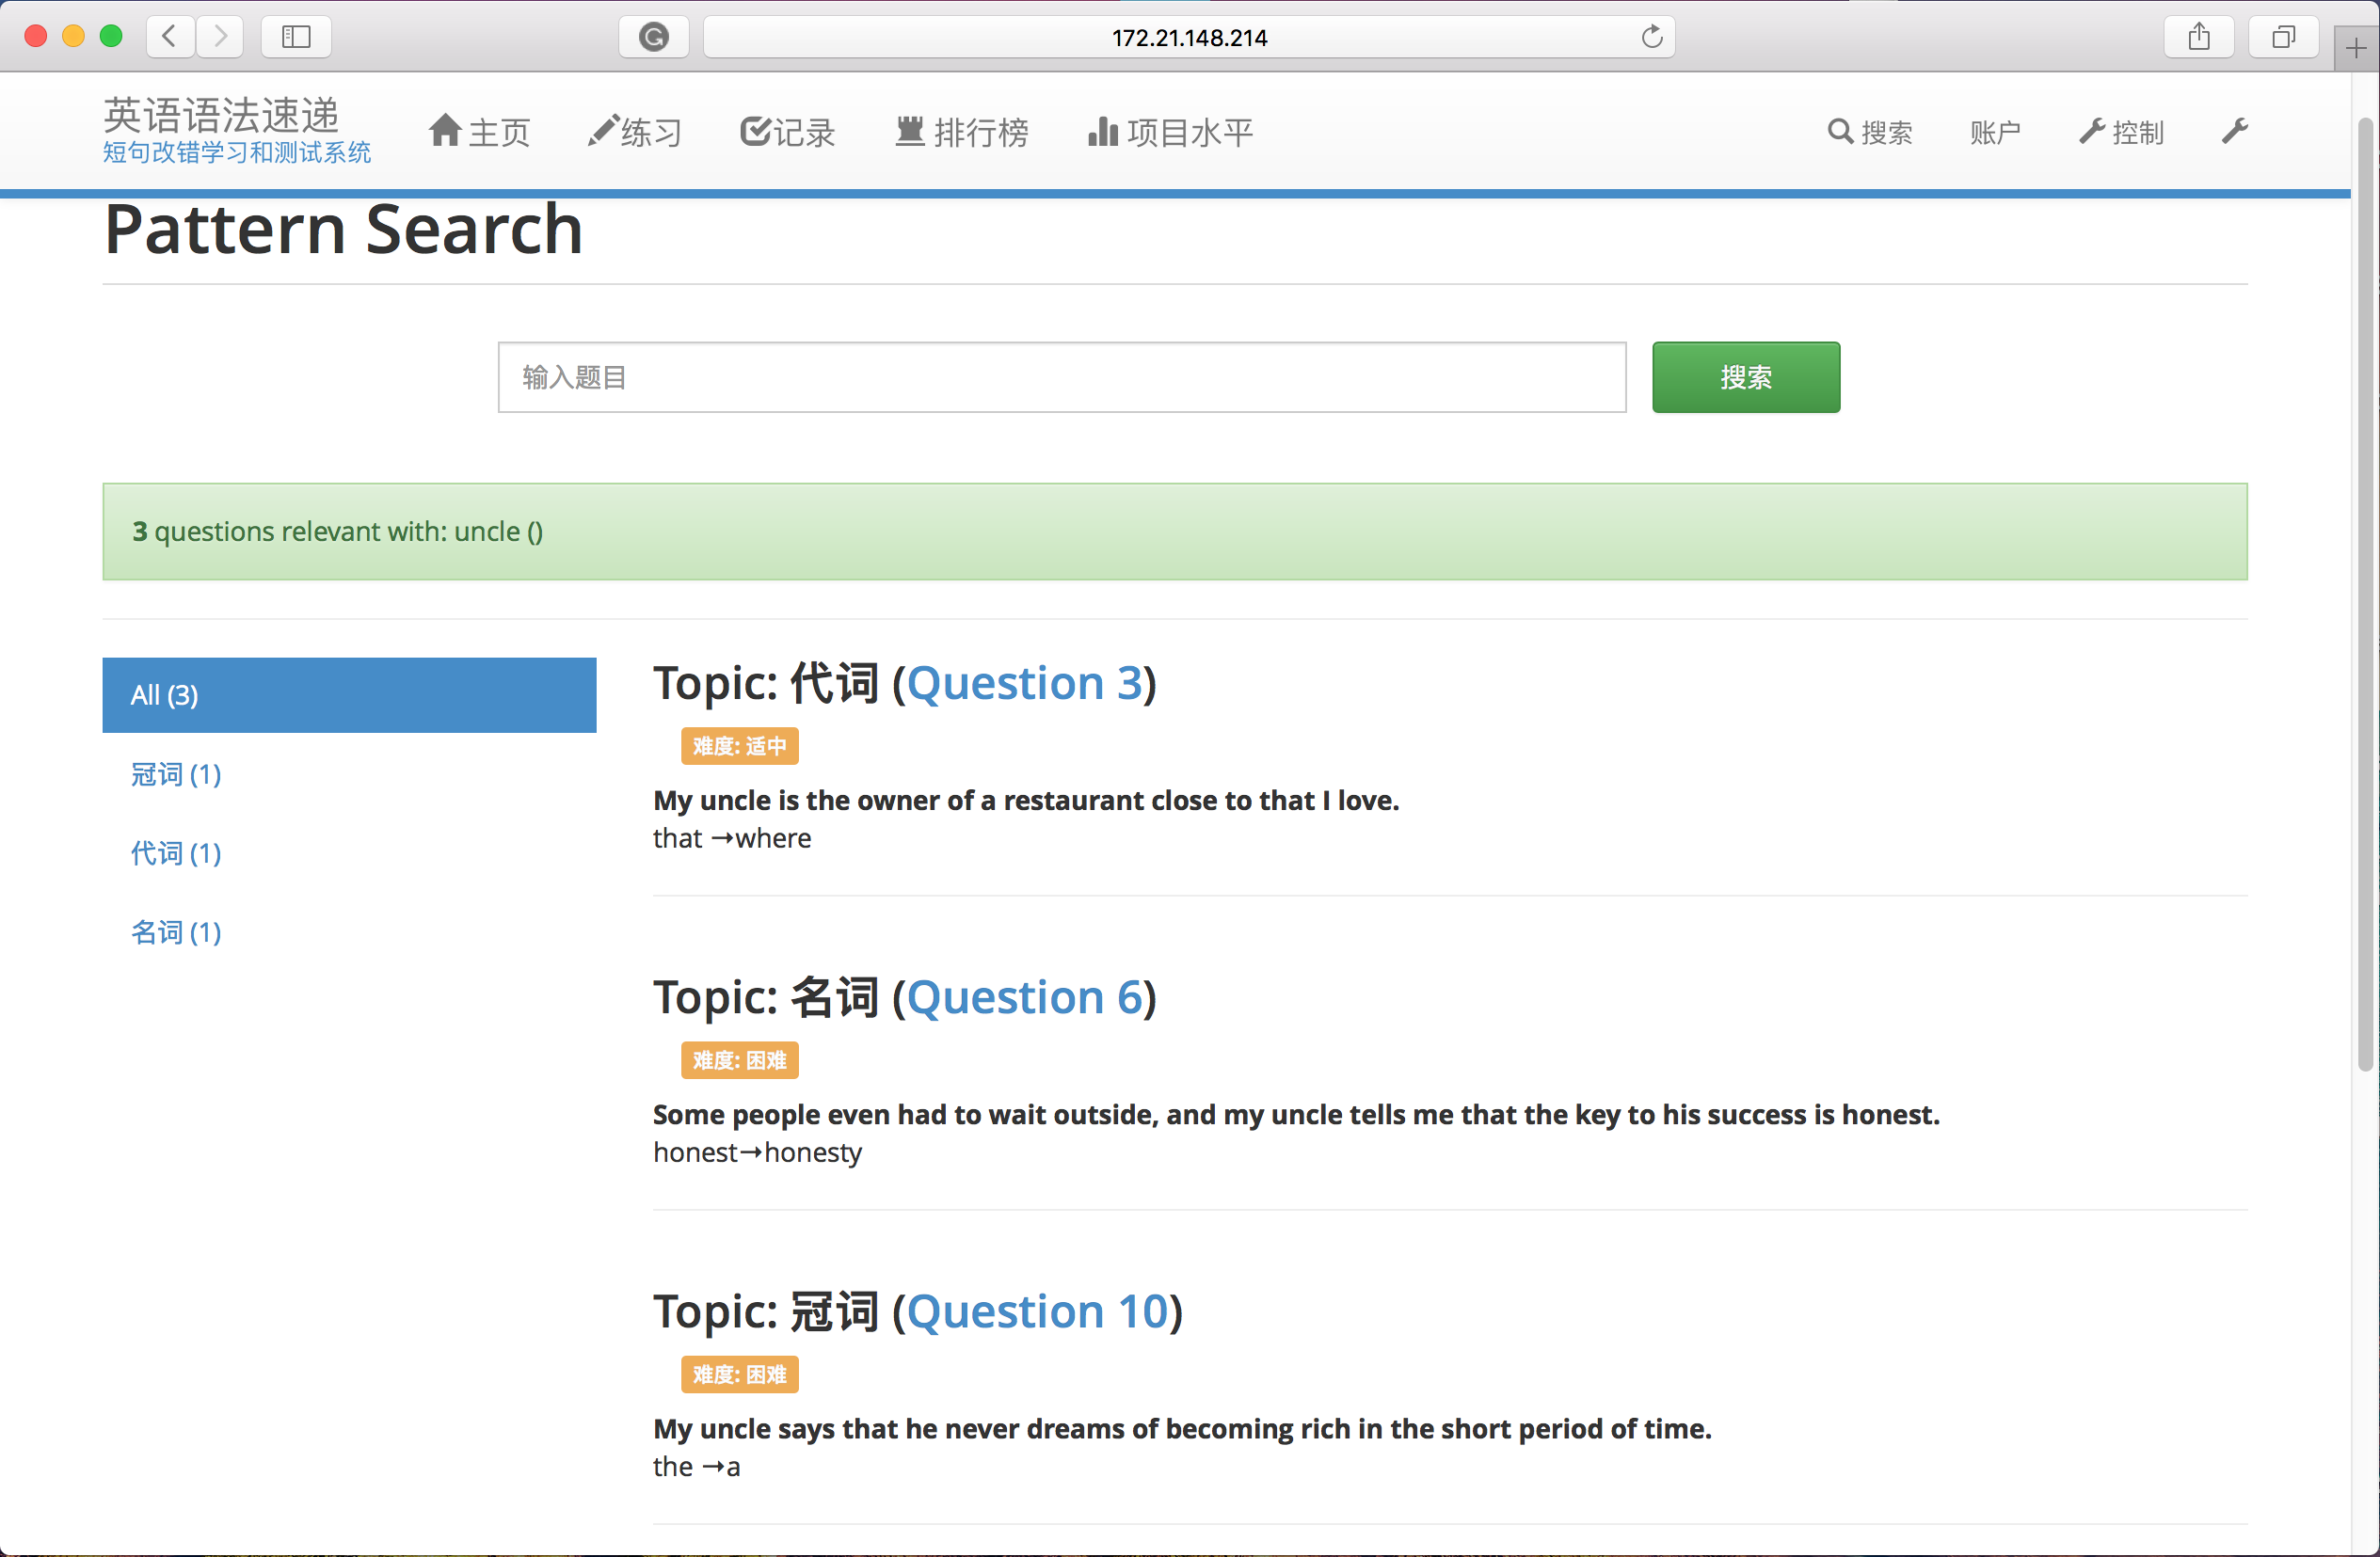 172.21.148.214
英语语法速递
短句改错学习和测试系统
主页 练习 记录 排行榜 项目水平 搜索 账户 控制
Pattern Search
输入题目 搜索
3 questions relevant with: uncle ()
All (3)
冠词 (1)
代词 (1)
名词 (1)
Topic: 代词 (Question 3)
难度: 适中
My uncle is the owner of a restaurant close to that I love.
that →where
Topic: 名词 (Question 6)
难度: 困难
Some people even had to wait outside, and my uncle tells me that the key to his success is honest.
honest→honesty
Topic: 冠词 (Question 10)
难度: 困难
My uncle says that he never dreams of becoming rich in the short period of time.
the →a